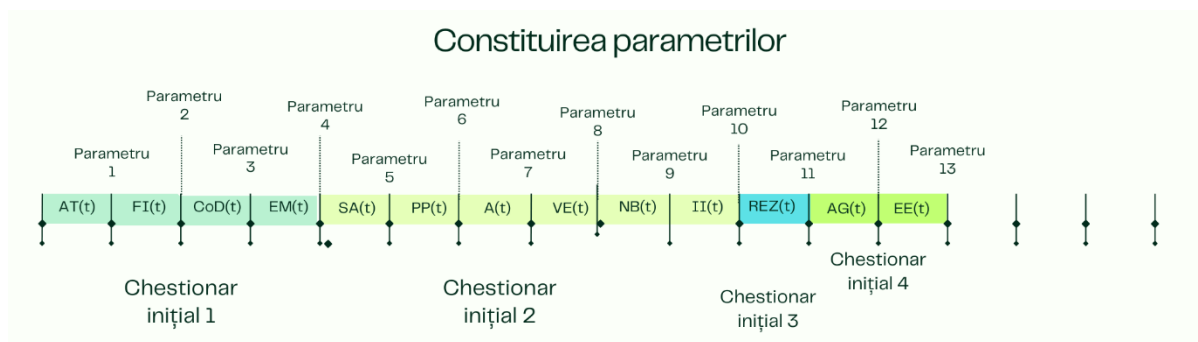 Constituirea parametrilor
Parametru
1
Parametru
2
Parametru
3
Parametru
4
Parametru
5
Parametru
6
Parametru
7
Parametru
8
Parametru
9
Parametru
10
Parametru
11
Parametru
12
Parametru
13
AT(t) FI(t) CoD(t) EM(t) SA(t) PP(t) A(t) VE(t) NB(t) II(t) REZ(t) AG(t) EE(t)
Chestionar
inițial 1
Chestionar
inițial 2
Chestionar
inițial 3
Chestionar
inițial 4